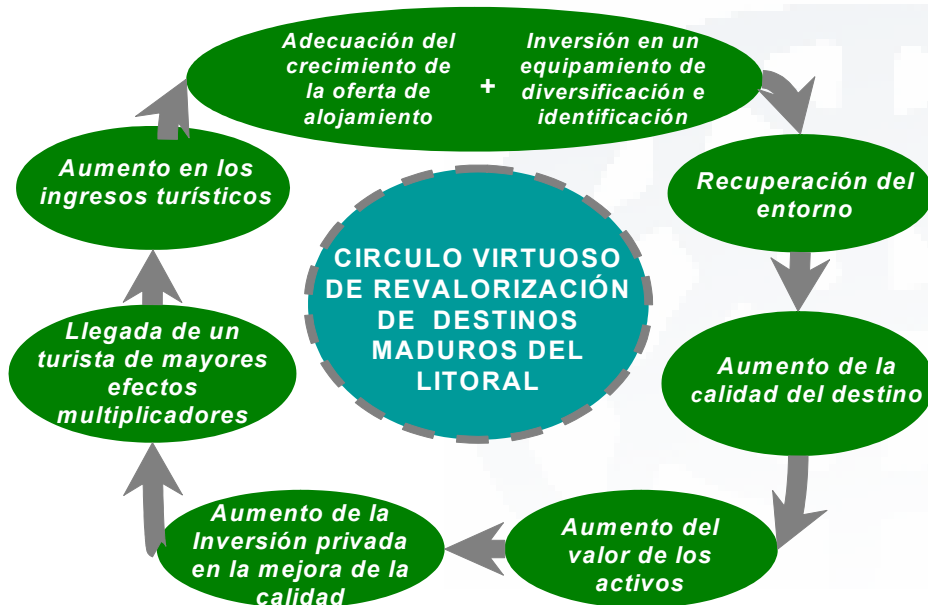 Adecuación del
crecimiento de
la oferta de
alojamiento
+
Inversión en un
equipamiento de
diversificación e
identificación
Recuperación del
entorno
Aumento de la
calidad del destino
Aumento del
valor de los
activos
Aumento de la
Inversión privada
en la mejora de la
calidad
Llegada de un
turista de mayores
efectos
multiplicadores
Aumento en los
ingresos turísticos
CIRCULO VIRTUOSO
DE REVALORIZACIÓN
DE DESTINOS
MADUROS DEL
LITORAL